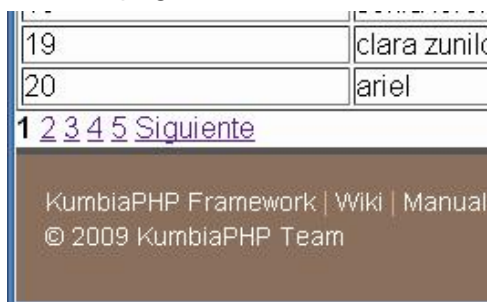 19 clara zunil
20 ariel
1 2 3 4 5 Siguiente
KumbiaPHP Framework | Wiki | Manual
© 2009 KumbiaPHP Team